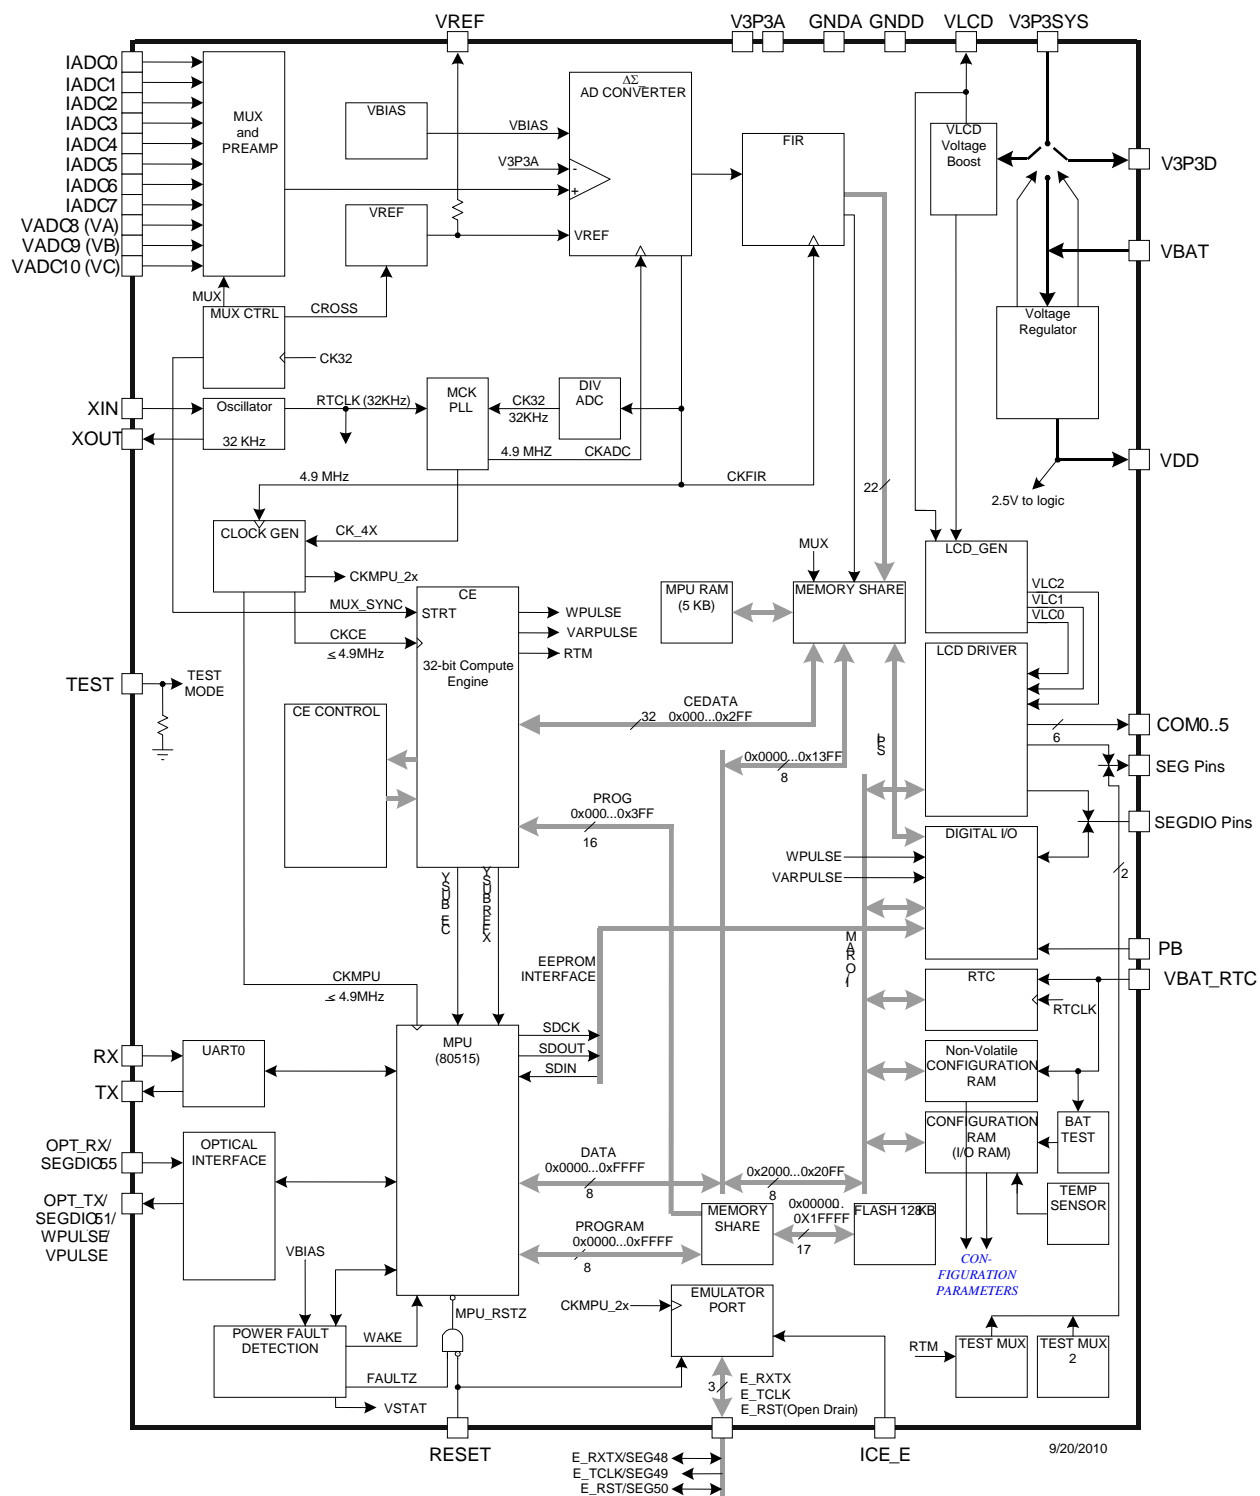 VREF
V3P3A
GNDA
GNDD
VLCD
V3P3SYS
IADC0
IADC1
IADC2
IADC3
IADC4
IADC5
IADC6
IADC7
VADC8 (VA)
VADC9 (VB)
VADC10 (VC)
MUX
and
PREAMP
VBIAS
VBIAS
ΔΣ
AD CONVERTER
V3P3A
-
+
VREF
VREF
FIR
VLCD
Voltage
Boost
V3P3D
VBAT
Voltage
Regulator
VDD
2.5V to logic
MUX
MUX CTRL
CROSS
CK32
XIN
XOUT
Oscillator
32 KHz
RTCLK (32KHz)
MCK
PLL
CK32
32KHz
DIV
ADC
4.9 MHZ
CKADC
4.9 MHz
CKFIR
22
CLOCK GEN
CK_4X
CKMPU_2x
MUX_SYNC
CKCE
≤ 4.9MHz
CE
STRT
32-bit Compute
Engine
WPULSE
VARPULSE
RTM
MUX
MPU RAM
(5 KB)
MEMORY SHARE
LCD_GEN
VLC2
VLC1
VLC0
LCD DRIVER
TEST
TEST
MODE
CE CONTROL
CEDATA
32 0x000...0x2FF
0x0000...0x13FF
8
SPI
6
COM0..5
SEG Pins
SEGDIO Pins
2
PROG
0x000...0x3FF
16
DIGITAL I/O
WPULSE
VARPULSE
CE_BUSY
XFER_BUSY
I/O RAM
EEPROM
INTERFACE
PB
VBAT_RTC
RTC
RTCLK
CKMPU
≤ 4.9MHz
RX
TX
UART0
MPU
(80515)
SDCK
SDOUT
SDIN
Non-Volatile
CONFIGURATION
RAM
CONFIGURATION
RAM
(I/O RAM)
BAT
TEST
TEMP
SENSOR
OPT_RX/
SEGDIO55
OPT_TX/
SEGDIO51/
WPULSE/
VPULSE
OPTICAL
INTERFACE
DATA
0x0000...0xFFFF
8
0x2000...0x20FF
8
PROGRAM
0x0000...0xFFFF
8
MEMORY
SHARE
0x00000...
0X1FFFF
17
FLASH 128KB
CON-
FIGURATION
PARAMETERS
VBIAS
POWER FAULT
DETECTION
WAKE
FAULTZ
VSTAT
MPU_RSTZ
CKMPU_2x
EMULATOR
PORT
3
E_RXTX
E_TCLK
E_RST(Open Drain)
RTM
TEST MUX
TEST MUX
2
RESET
ICE_E
9/20/2010
E_RXTX/SEG48
E_TCLK/SEG49
E_RST/SEG50